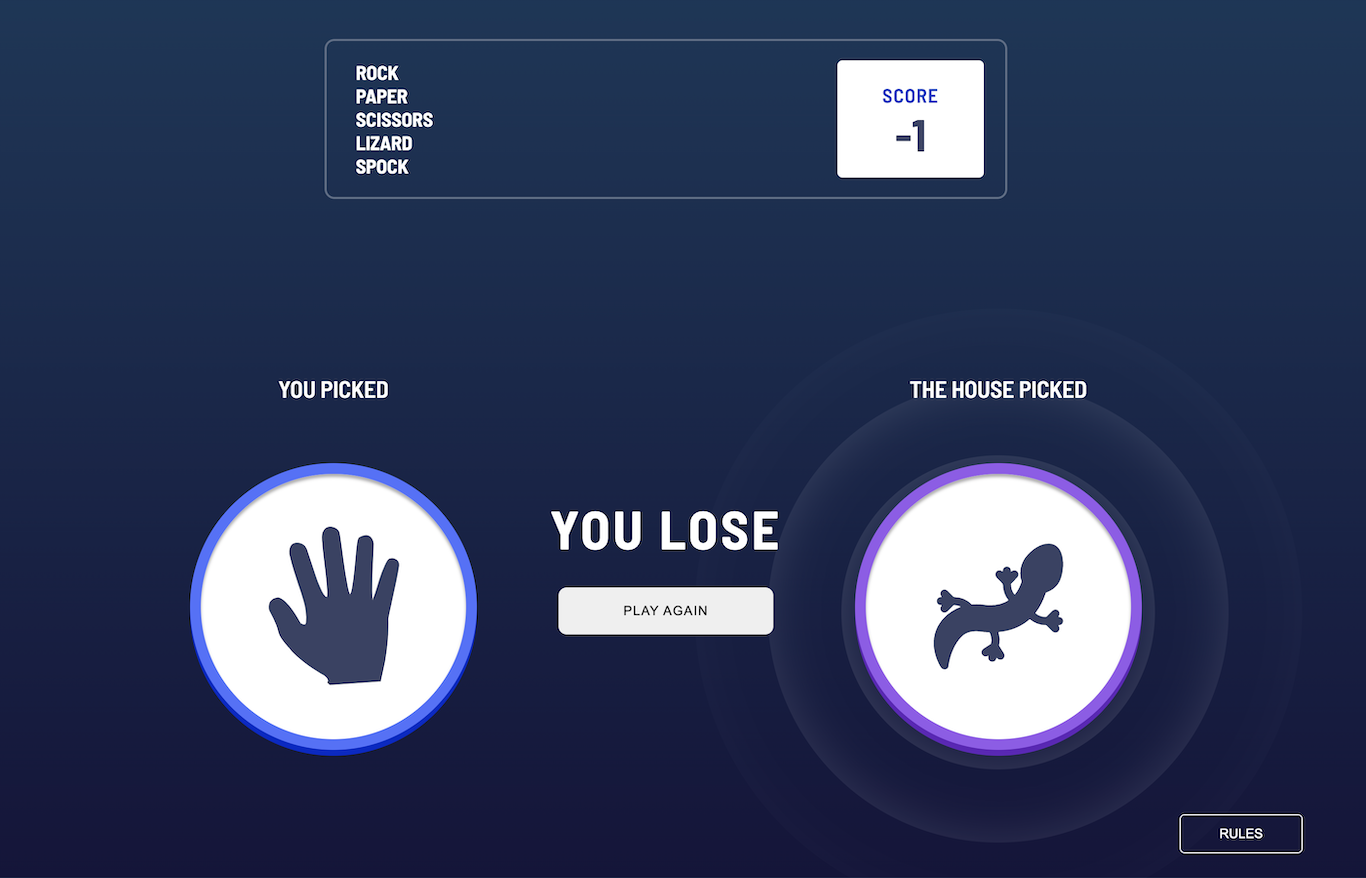 ROCK
PAPER
SCISSORS
LIZARD
SPOCK
SCORE
-1
YOU PICKED
THE HOUSE PICKED
YOU LOSE
PLAY AGAIN
RULES